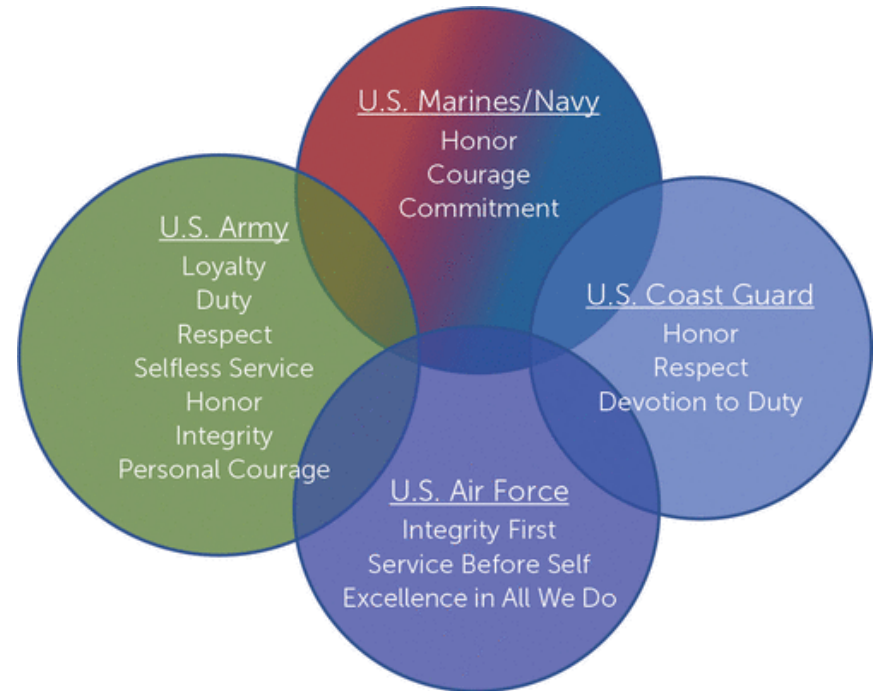 U.S. Marines/Navy
Honor
Courage
Commitment
U.S. Army
Loyalty
Duty
Respect
Selfless Service
Honor
Integrity
Personal Courage
U.S. Coast Guard
Honor
Respect
Devotion to Duty
U.S. Air Force
Integrity First
Service Before Self
Excellence in All We Do